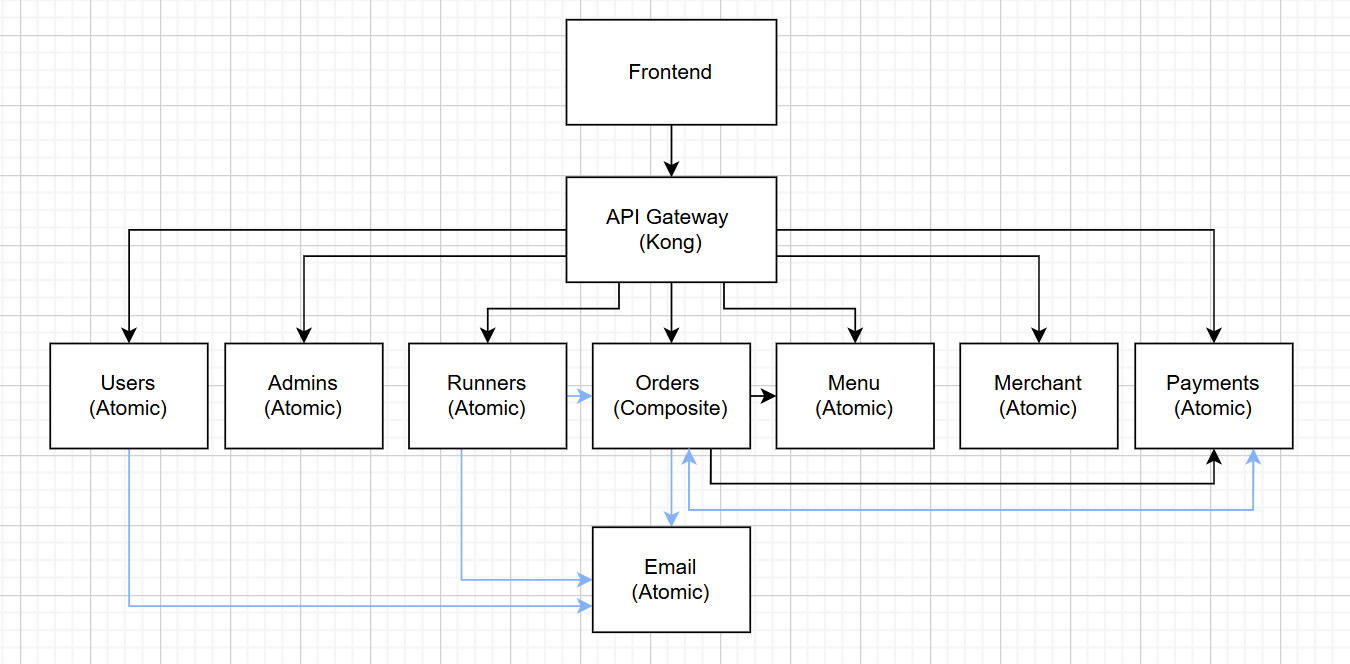 Frontend
API Gateway
(Kong)
Users
(Atomic)
Admins
(Atomic)
Runners
(Atomic)
Orders
(Composite)
Menu
(Atomic)
Merchant
(Atomic)
Payments
(Atomic)
Email
(Atomic)